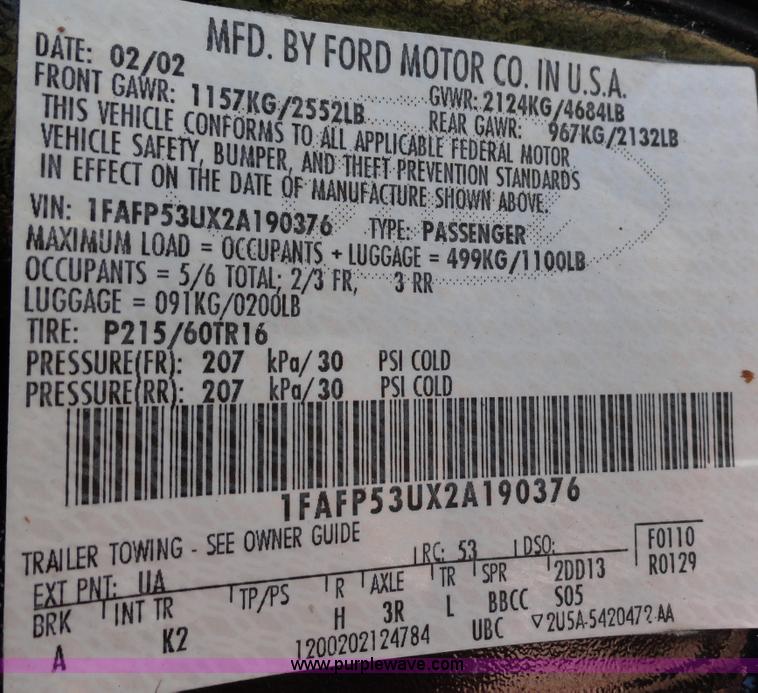 MFD. BY FORD MOTOR CO. IN U.S.A.
DATE: 02/02 GVWR: 2124KG/4684LB
FRONT GAWR: 1157KG/2552LB REAR GAWR: 967KG/2132LB
THIS VEHICLE CONFORMS TO ALL APPLICABLE FEDERAL MOTOR
VEHICLE SAFETY, BUMPER, AND THEFT PREVENTION STANDARDS
IN EFFECT ON THE DATE OF MANUFACTURE SHOWN ABOVE.
VIN: 1FAFP53UX2A190376 TYPE: PASSENGER
MAXIMUM LOAD = OCCUPANTS + LUGGAGE = 499KG/1100LB
OCCUPANTS = 5/6 TOTAL; 2/3 FR, 3 RR
LUGGAGE = 091KG/0200LB
TIRE: P215/60TR16
PRESSURE(FR): 207 kPa/ 30 PSI COLD
PRESSURE(RR): 207 kPa/ 30 PSI COLD
1FAFP53UX2A190376
TRAILER TOWING - SEE OWNER GUIDE
EXT PNT: UA RC: 53 DSO: F0110
BRK INT TR TP/PS R AXLE TR SPR 2DD13 R0129
A K2 H 3R L BBCC S05
1200202124784 UBC ▽2U5A-5420472-AA
www.purplewave.com